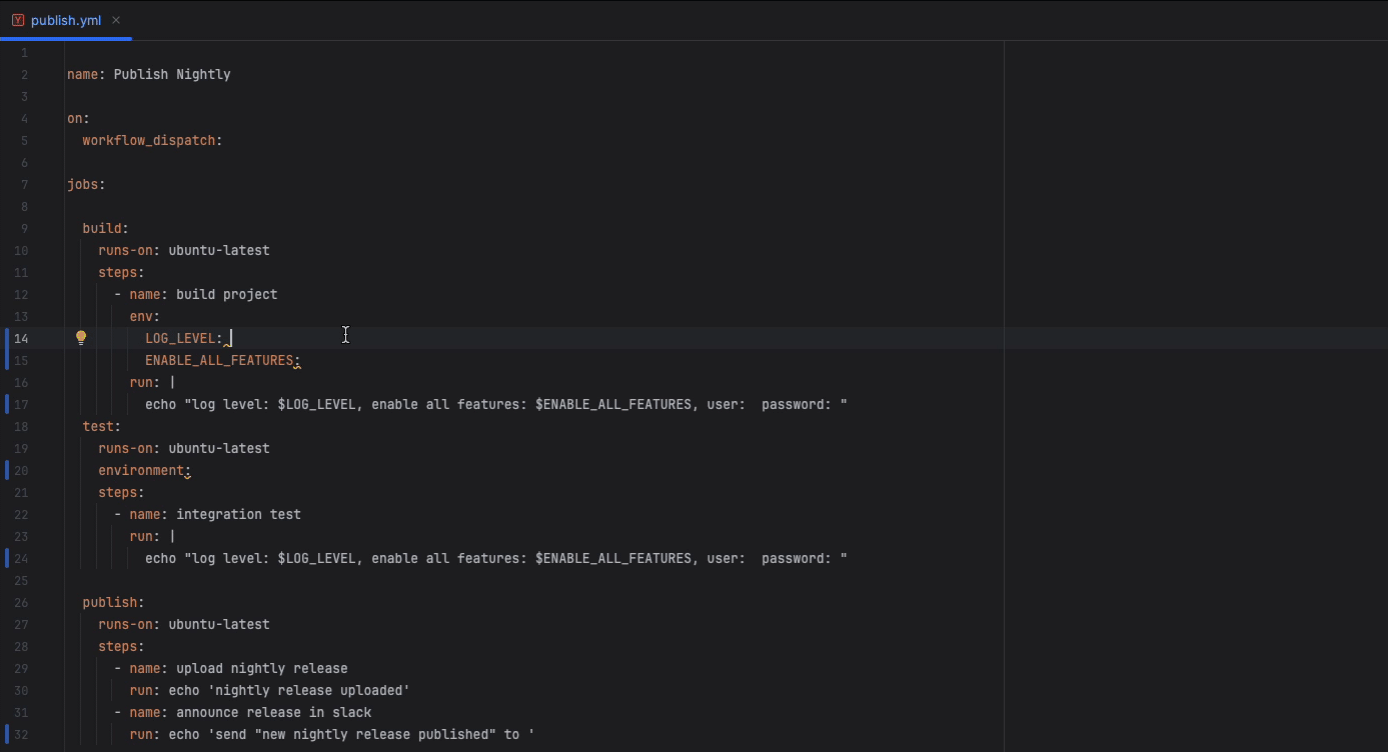 publish.yml
1
2 name: Publish Nightly
3
4 on:
5   workflow_dispatch:
6
7 jobs:
8
9   build:
10     runs-on: ubuntu-latest
11     steps:
12       - name: build project
13         env:
14           LOG_LEVEL:
15           ENABLE_ALL_FEATURES:
16         run: |
17           echo "log level: $LOG_LEVEL, enable all features: $ENABLE_ALL_FEATURES, user:  password: "
18   test:
19     runs-on: ubuntu-latest
20     environment:
21     steps:
22       - name: integration test
23         run: |
24           echo "log level: $LOG_LEVEL, enable all features: $ENABLE_ALL_FEATURES, user:  password: "
25
26   publish:
27     runs-on: ubuntu-latest
28     steps:
29       - name: upload nightly release
30         run: echo 'nightly release uploaded'
31       - name: announce release in slack
32         run: echo 'send "new nightly release published" to '